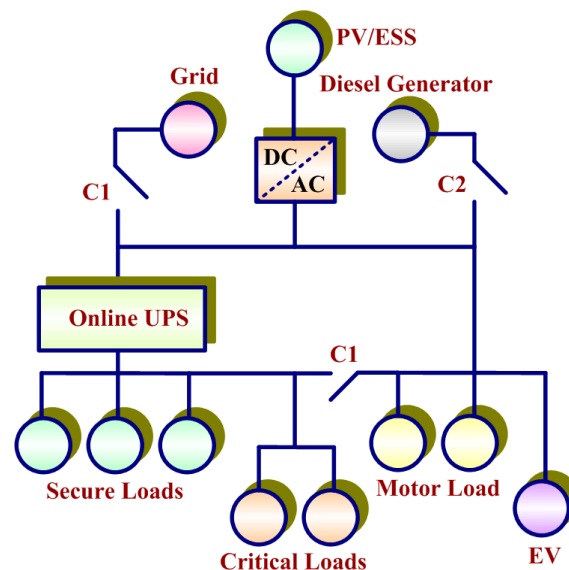 PV/ESS
Grid
Diesel Generator
DC
AC
C1
C2
Online UPS
C1
Secure Loads
Motor Load
Critical Loads
EV